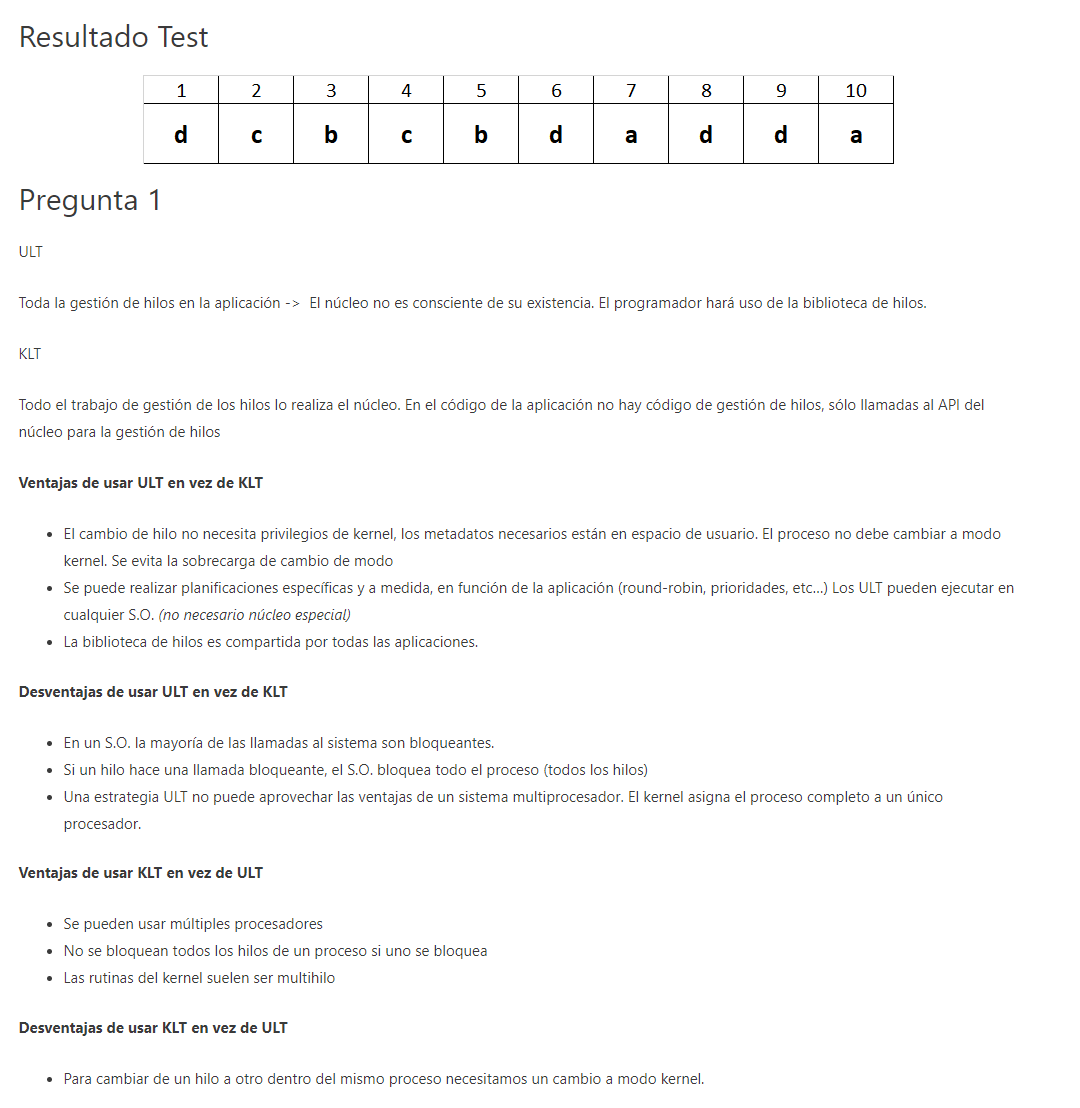 Resultado Test
1 2 3 4 5 6 7 8 9 10
d c b c b d a d d a
Pregunta 1
ULT
Toda la gestión de hilos en la aplicación -> El núcleo no es consciente de su existencia. El programador hará uso de la biblioteca de hilos.
KLT
Todo el trabajo de gestión de los hilos lo realiza el núcleo. En el código de la aplicación no hay código de gestión de hilos, sólo llamadas al API del
núcleo para la gestión de hilos
Ventajas de usar ULT en vez de KLT
• El cambio de hilo no necesita privilegios de kernel, los metadatos necesarios están en espacio de usuario. El proceso no debe cambiar a modo
kernel. Se evita la sobrecarga de cambio de modo
• Se puede realizar planificaciones específicas y a medida, en función de la aplicación (round-robin, prioridades, etc...) Los ULT pueden ejecutar en
cualquier S.O. (no necesario núcleo especial)
• La biblioteca de hilos es compartida por todas las aplicaciones.
Desventajas de usar ULT en vez de KLT
• En un S.O. la mayoría de las llamadas al sistema son bloqueantes.
• Si un hilo hace una llamada bloqueante, el S.O. bloquea todo el proceso (todos los hilos)
• Una estrategia ULT no puede aprovechar las ventajas de un sistema multiprocesador. El kernel asigna el proceso completo a un único
procesador.
Ventajas de usar KLT en vez de ULT
• Se pueden usar múltiples procesadores
• No se bloquean todos los hilos de un proceso si uno se bloquea
• Las rutinas del kernel suelen ser multihilo
Desventajas de usar KLT en vez de ULT
• Para cambiar de un hilo a otro dentro del mismo proceso necesitamos un cambio a modo kernel.